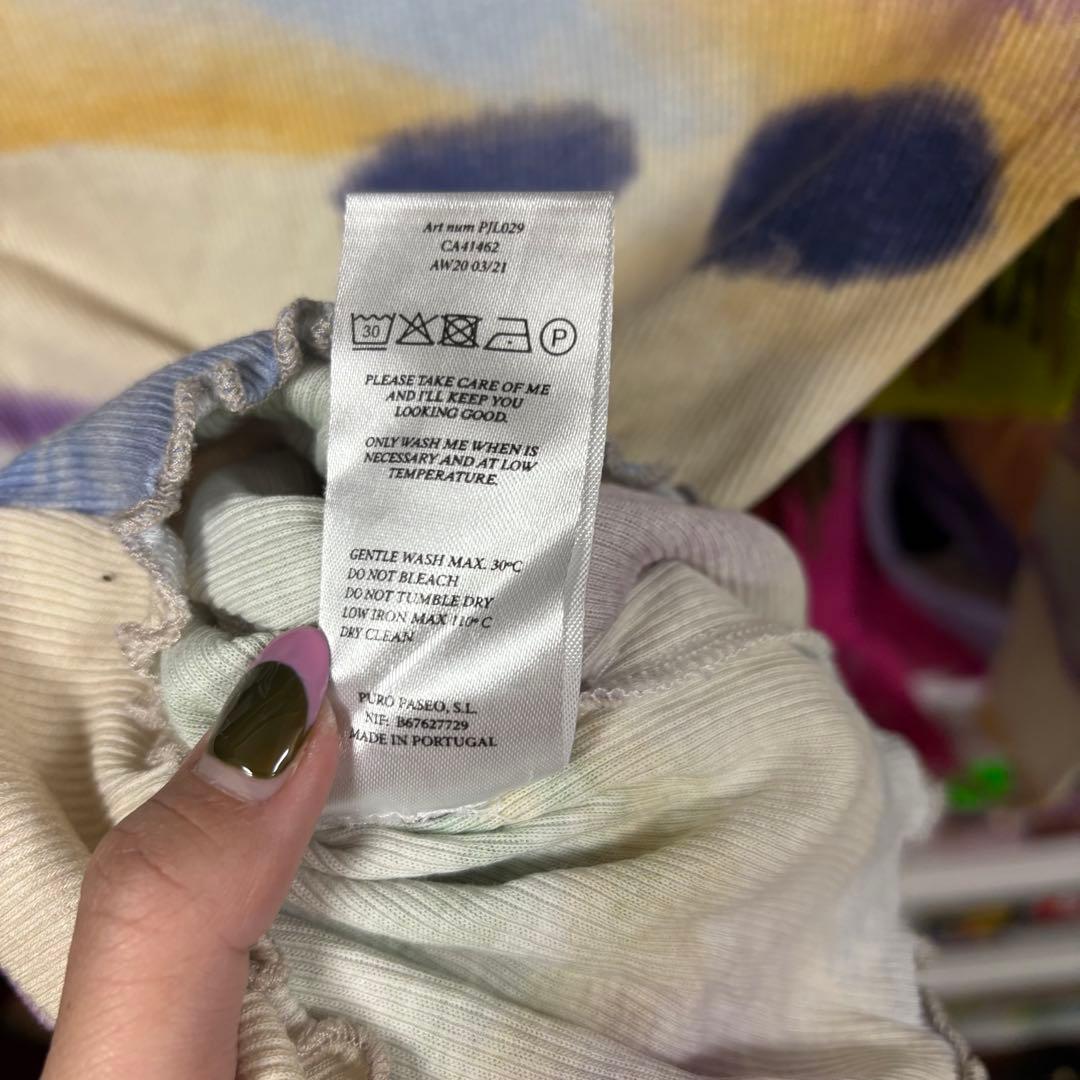 Art num PJL029
CA41462
AW20 03/21
30 P
PLEASE TAKE CARE OF ME
AND I'LL KEEP YOU
LOOKING GOOD.
ONLY WASH ME WHEN IS
NECESSARY AND AT LOW
TEMPERATURE.
GENTLE WASH MAX. 30ºC
DO NOT BLEACH
DO NOT TUMBLE DRY
LOW IRON MAX 110º C
DRY CLEAN
PURO PASEO, S.L.
NIF: B67627729
MADE IN PORTUGAL